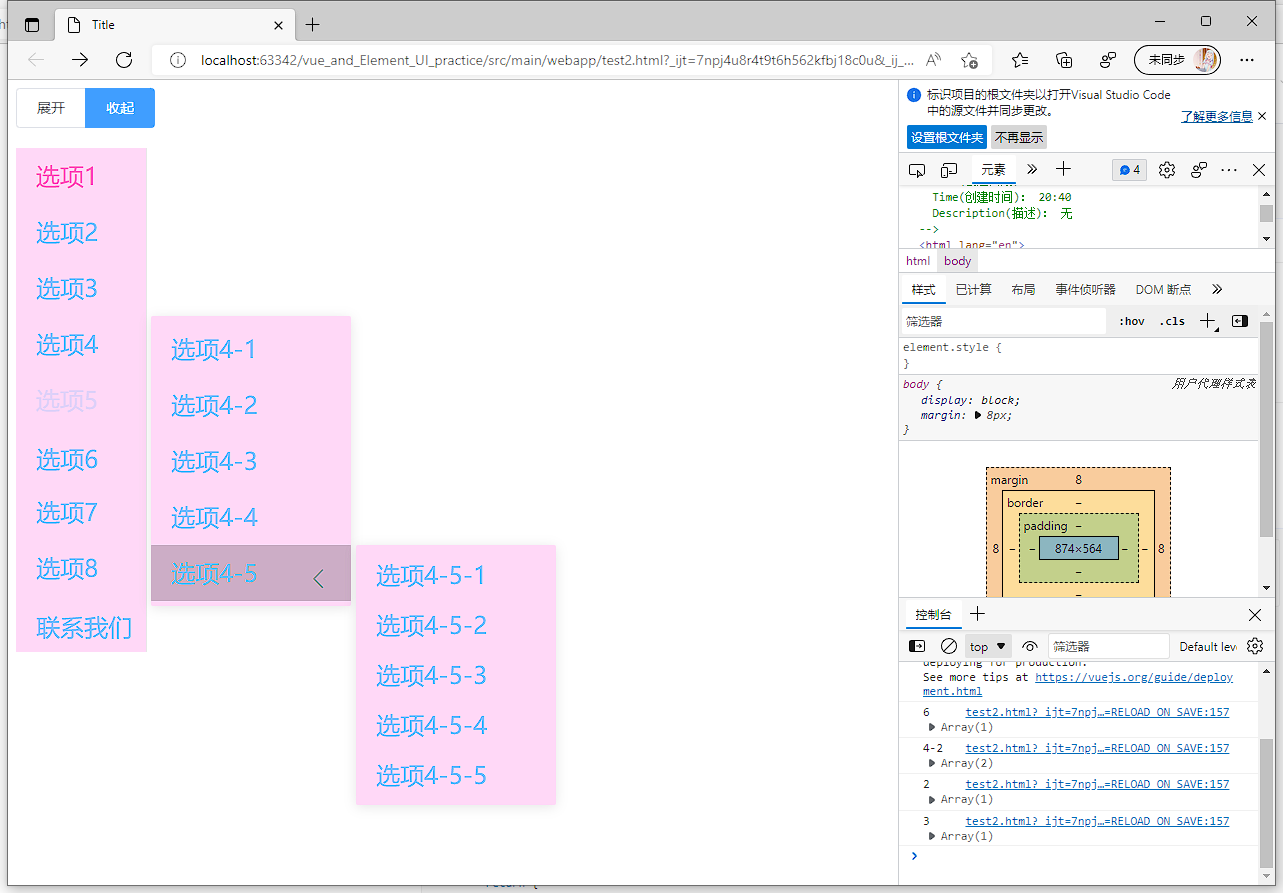 Title
localhost:63342/vue_and_Element_UI_practice/src/main/webapp/test2.html?_ijt=7npj4u8r4t9t6h562kfbj18c0u&_ij_...
未同步
展开
收起
选项1
选项2
选项3
选项4
选项5
选项6
选项7
选项8
联系我们
选项4-1
选项4-2
选项4-3
选项4-4
选项4-5
选项4-5-1
选项4-5-2
选项4-5-3
选项4-5-4
选项4-5-5
标识项目的根文件夹以打开Visual Studio Code
中的源文件并同步更改。
了解更多信息
设置根文件夹 不再显示
元素
4
Time(创建时间): 20:40
Description(描述): 无
-->
<html lang="en">
html body
样式 已计算 布局 事件侦听器 DOM 断点
筛选器 :hov .cls
element.style {
}
body { 用户代理样式表
display: block;
margin: 8px;
}
margin 8
border –
padding –
8 – – 874×564 – – 8
–
–
控制台
top 筛选器 Default leve
deploying for production.
See more tips at https://vuejs.org/guide/deploy
ment.html
6 test2.html?_ijt=7npj…=RELOAD_ON_SAVE:157
Array(1)
4-2 test2.html?_ijt=7npj…=RELOAD_ON_SAVE:157
Array(2)
2 test2.html?_ijt=7npj…=RELOAD_ON_SAVE:157
Array(1)
3 test2.html?_ijt=7npj…=RELOAD_ON_SAVE:157
Array(1)